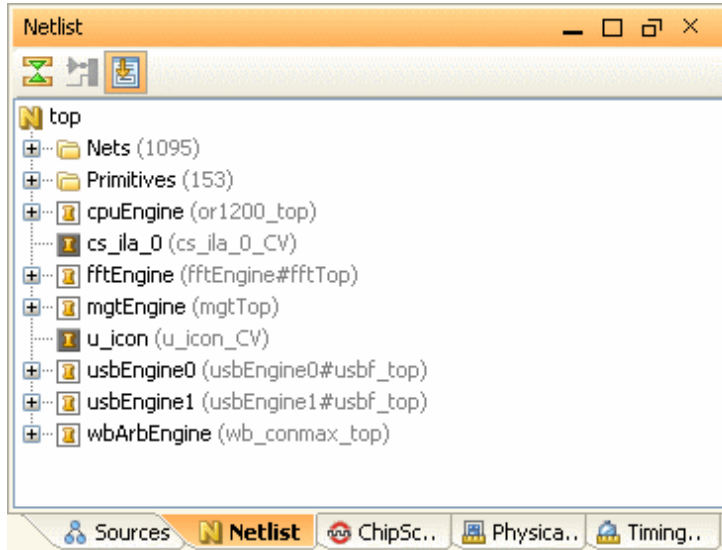 Netlist
top
Nets (1095)
Primitives (153)
cpuEngine (or1200_top)
cs_ila_0 (cs_ila_0_CV)
fftEngine (fftEngine#fftTop)
mgtEngine (mgtTop)
u_icon (u_icon_CV)
usbEngine0 (usbEngine0#usbf_top)
usbEngine1 (usbEngine1#usbf_top)
wbArbEngine (wb_conmax_top)
Sources Netlist ChipSc.. Physica.. Timing..